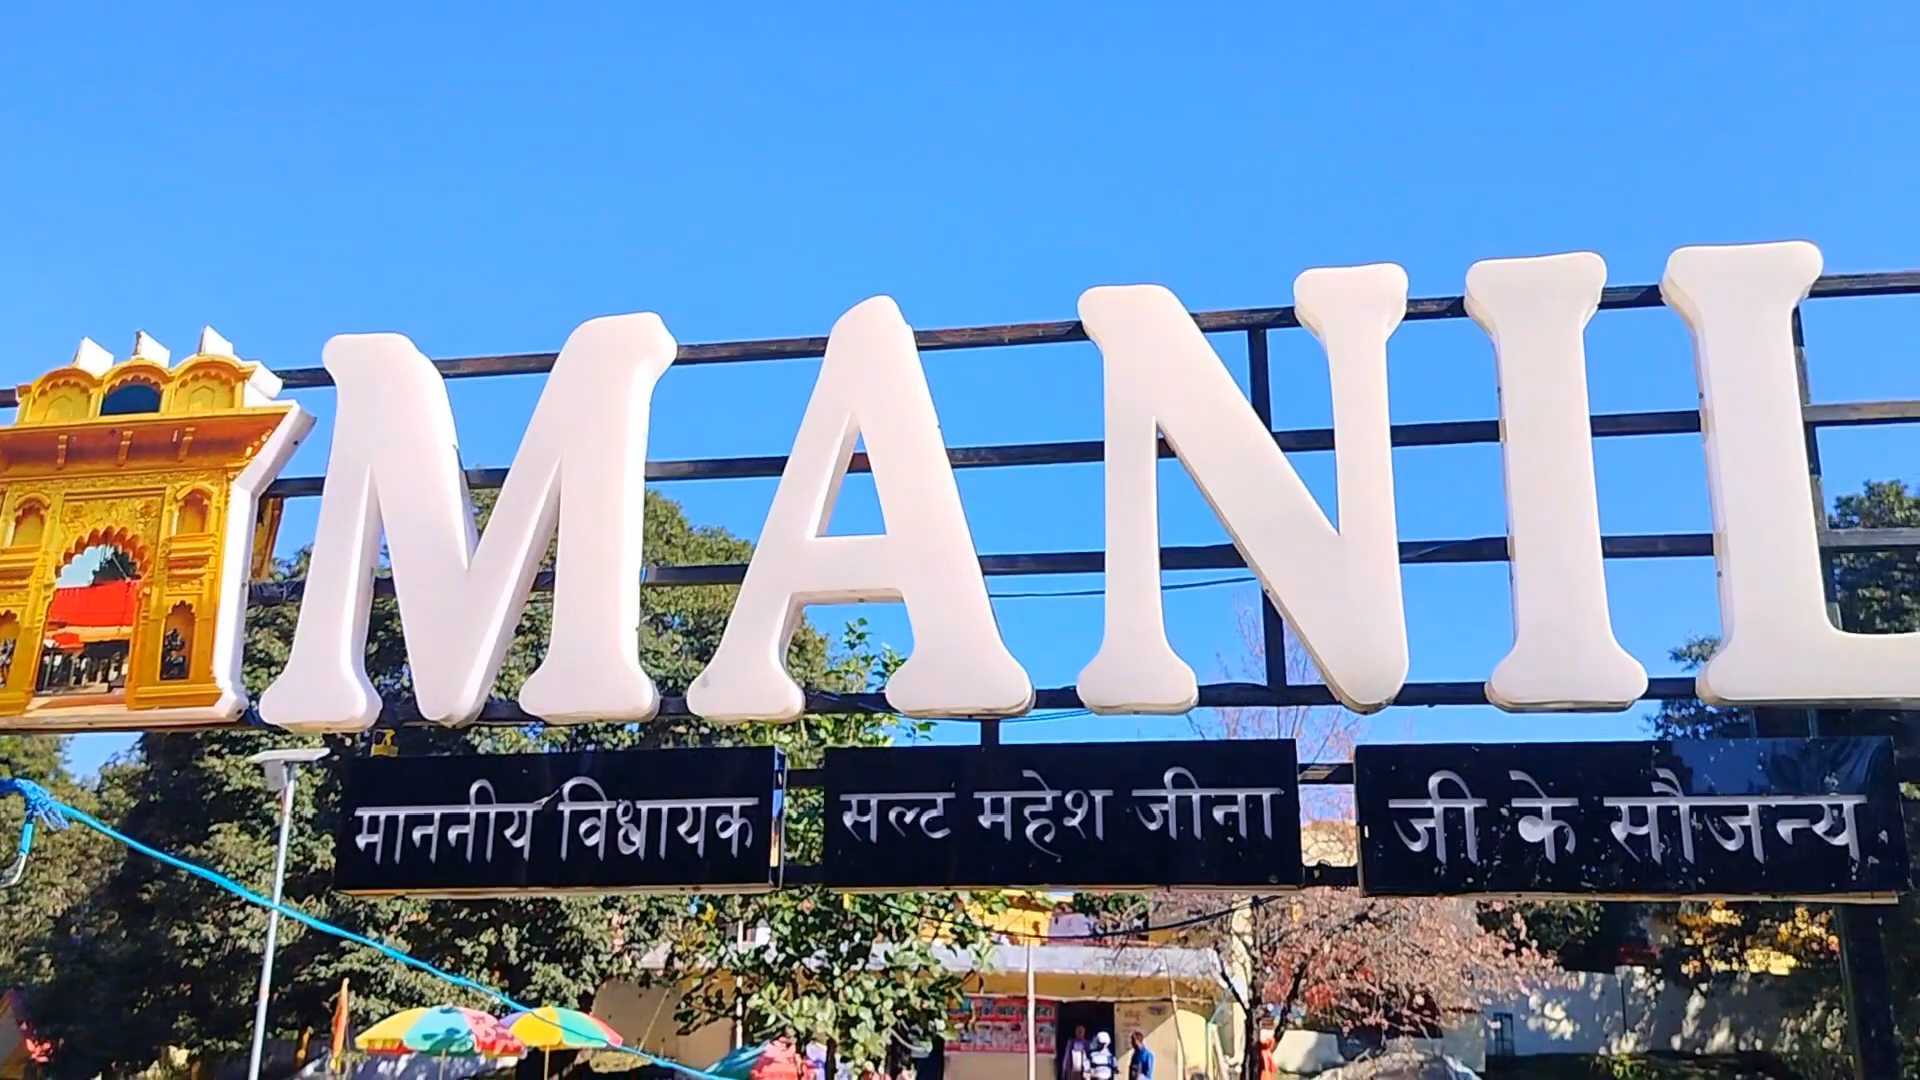 MANIL
माननीय विधायक सल्ट महेश जीना जी के सौजन्य